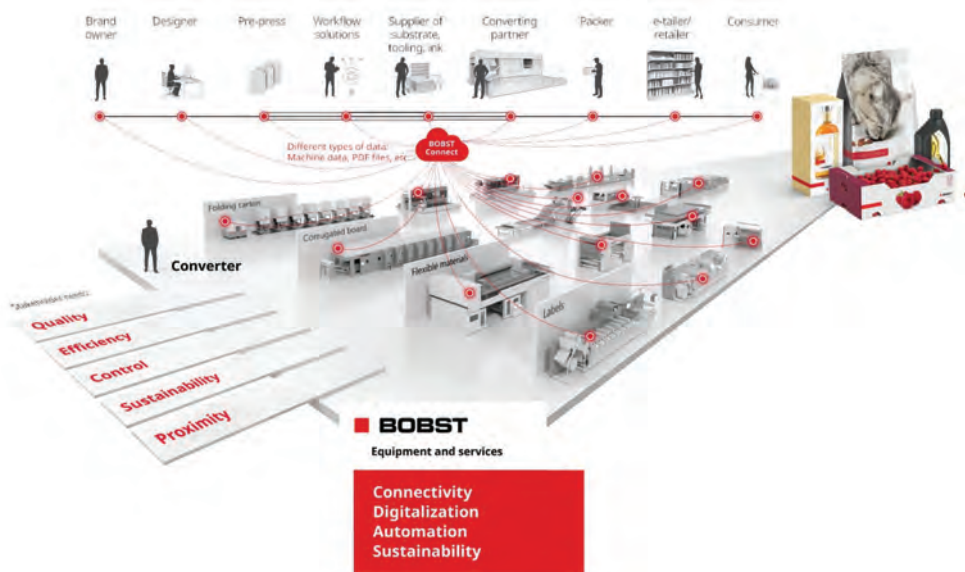 Brand
owner
Designer
Pre-press
Workflow
solutions
Supplier of
substrate,
tooling, ink
Converting
partner
Packer
e-tailer/
retailer
Consumer
Different types of data:
Machine data, PDF files, etc.
BOBST
Connect
Folding carton
Corrugated board
Flexible materials
Labels
Converter
Stakeholders needs:
Quality
Efficiency
Control
Sustainability
Proximity
BOBST
Equipment and services
Connectivity
Digitalization
Automation
Sustainability